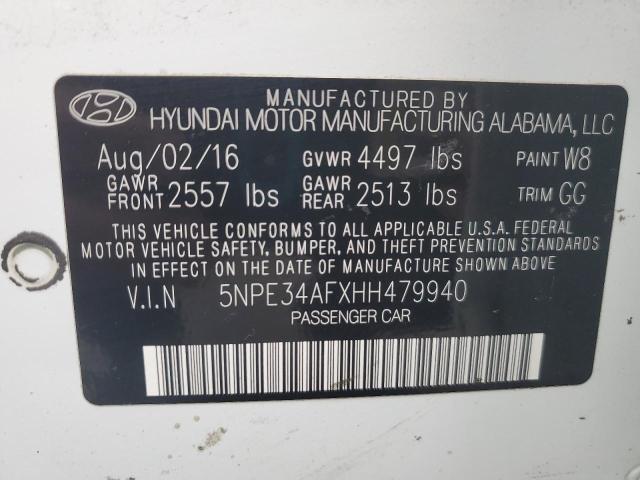 MANUFACTURED BY
HYUNDAI MOTOR MANUFACTURING ALABAMA, LLC
Aug/02/16 GVWR 4497 lbs PAINT W8
GAWR FRONT 2557 lbs GAWR REAR 2513 lbs TRIM GG
THIS VEHICLE CONFORMS TO ALL APPLICABLE U.S.A. FEDERAL
MOTOR VEHICLE SAFETY, BUMPER, AND THEFT PREVENTION STANDARDS
IN EFFECT ON THE DATE OF MANUFACTURE SHOWN ABOVE
V.I.N 5NPE34AFXHH479940
PASSENGER CAR